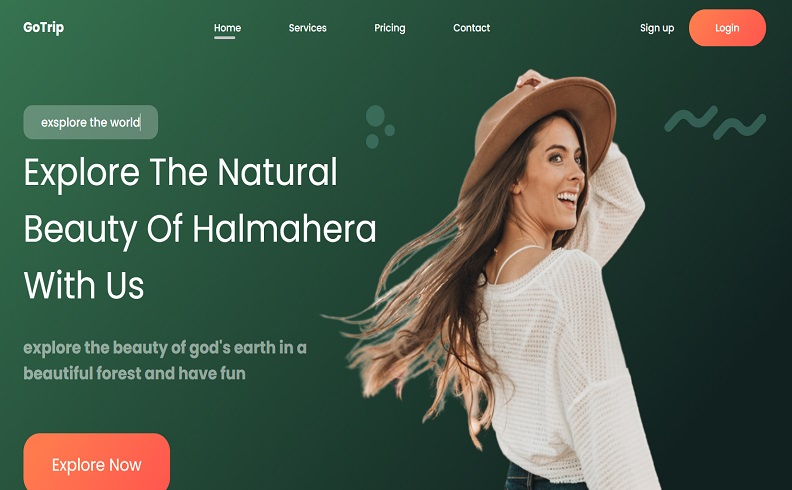 GoTrip
Home
Services
Pricing
Contact
Sign up
Login
exsplore the world
Explore The Natural
Beauty Of Halmahera
With Us
explore the beauty of god's earth in a
beautiful forest and have fun
Explore Now